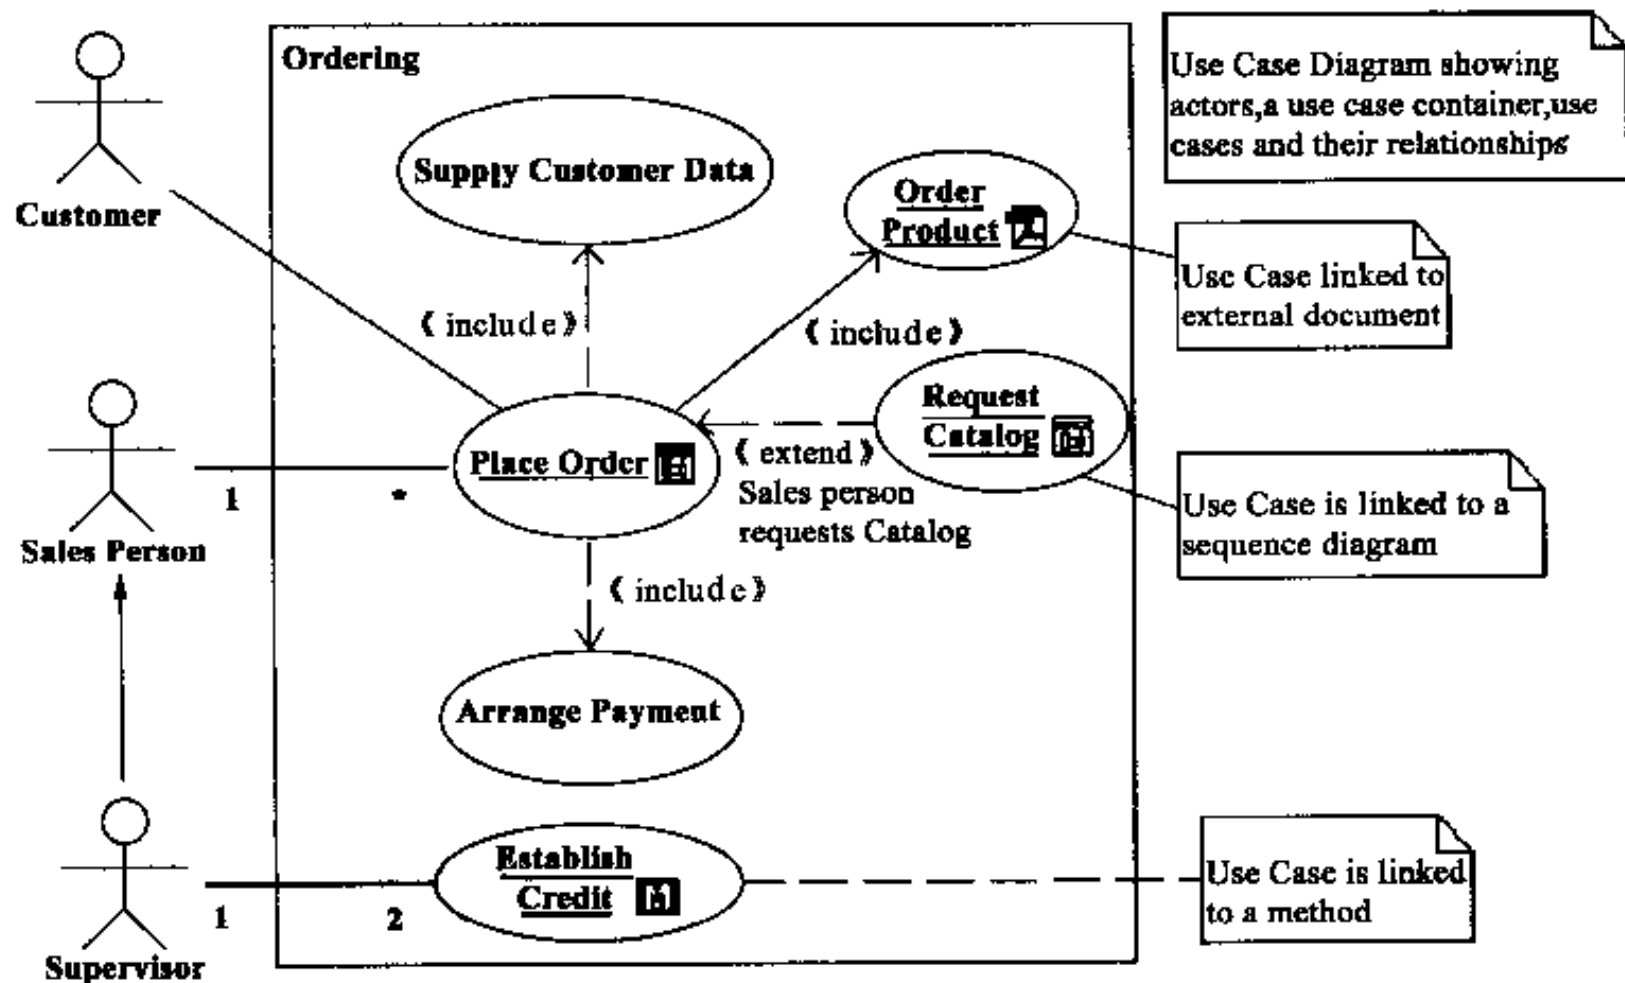 Ordering
Use Case Diagram showing
actors,a use case container,use
cases and their relationships
Supply Customer Data
Order
Product
Customer
Use Case linked to
external document
《 include 》
《 include 》
Request
Catalog
Place Order
《 extend 》
Sales person
requests Catalog
1
*
Sales Person
Use Case is linked to a
sequence diagram
《 include 》
Arrange Payment
Establish
Credit
1
2
Use Case is linked
to a method
Supervisor